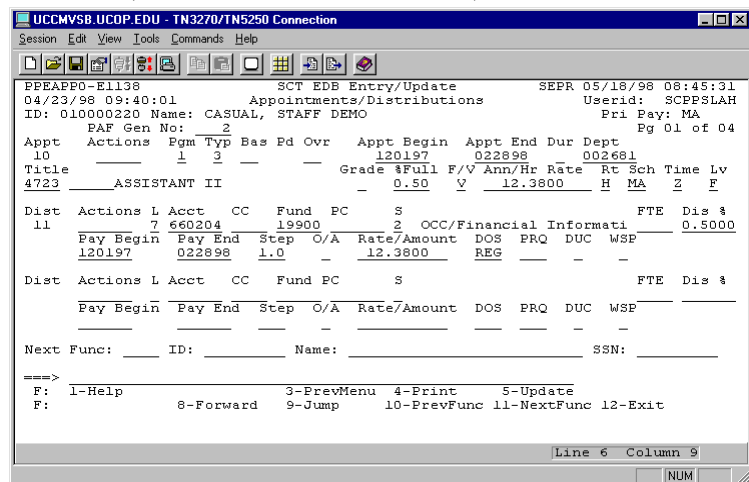 UCCMVSB.UCOP.EDU - TN3270/TN5250 Connection
Session Edit View Tools Commands Help
PPEAPP0-E1138 SCT EDB Entry/Update SEPR 05/18/98 08:45:31
04/23/98 09:40:01 Appointments/Distributions Userid: SCPPSLAH
ID: 010000220 Name: CASUAL, STAFF DEMO Pri Pay: MA
PAF Gen No: 2 Pg 01 of 04
Appt Actions Pgm Typ Bas Pd Ovr Appt Begin Appt End Dur Dept
10 1 3 120197 022898 002681
Title Grade %Full F/V Ann/Hr Rate Rt Sch Time Lv
4723 ASSISTANT II 0.50 V 12.3800 H MA Z F
Dist Actions L Acct CC Fund PC S FTE Dis %
11 7 660204 19900 2 OCC/Financial Informati 0.5000
Pay Begin Pay End Step O/A Rate/Amount DOS PRQ DUC WSP
120197 022898 1.0 12.3800 REG
Dist Actions L Acct CC Fund PC S FTE Dis %
Pay Begin Pay End Step O/A Rate/Amount DOS PRQ DUC WSP
Next Func: ID: Name: SSN:
===>
F: 1-Help 3-PrevMenu 4-Print 5-Update
F: 8-Forward 9-Jump 10-PrevFunc 11-NextFunc 12-Exit
Line 6 Column 9
NUM